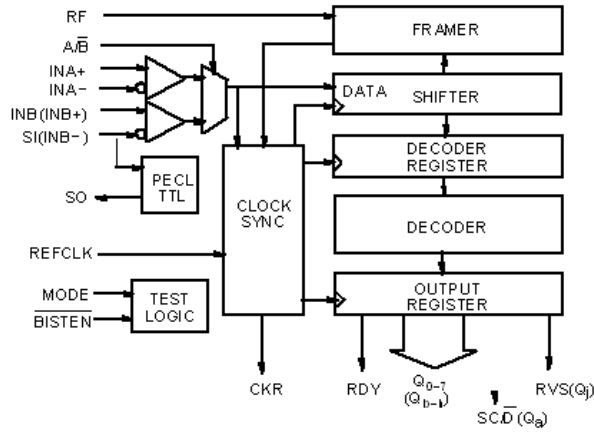 RF
FRAMER
A/B̅
INA+
INA−
DATA
SHIFTER
INB(INB+)
SI(INB−)
DECODER
REGISTER
PECL
TTL
SO
CLOCK
SYNC
DECODER
REFCLK
MODE
TEST
LOGIC
OUTPUT
REGISTER
B̅I̅S̅T̅E̅N̅
CKR
RDY
Q0−7
(Qb−h)
RVS(Qj)
SC/D̅(Qa)